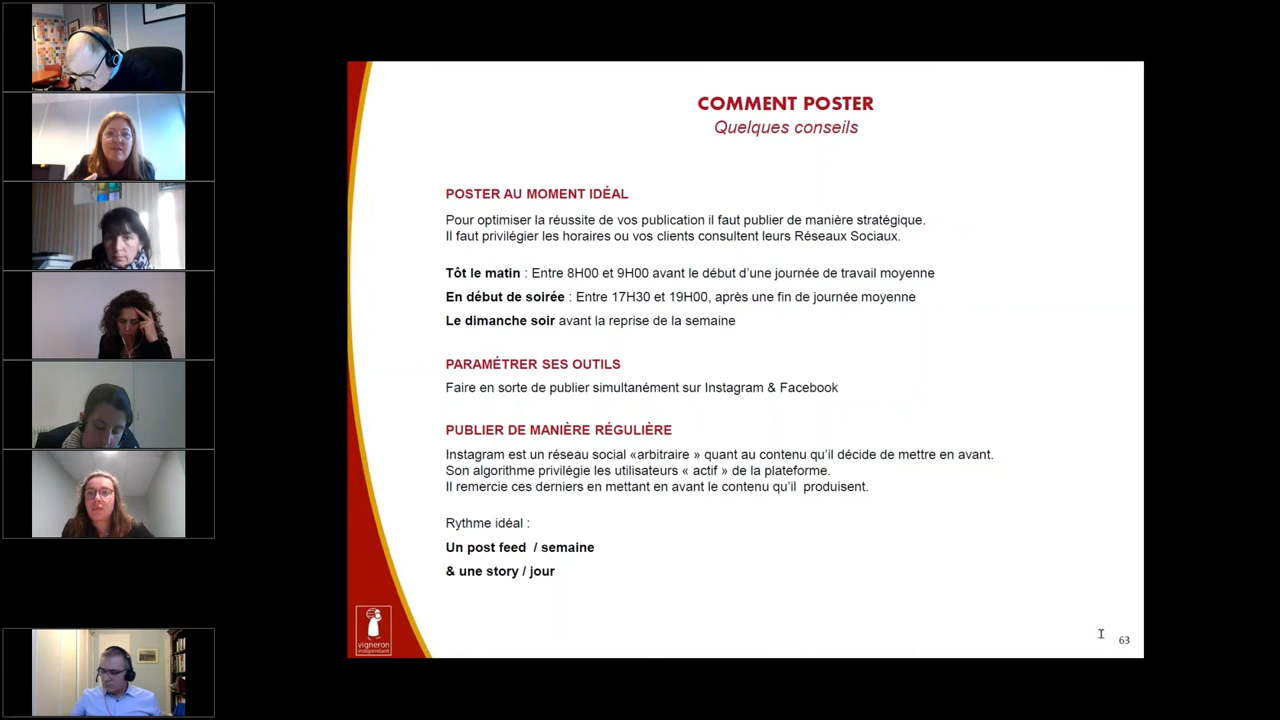 COMMENT POSTER
Quelques conseils
POSTER AU MOMENT IDÉAL
Pour optimiser la réussite de vos publication il faut publier de manière stratégique.
Il faut privilégier les horaires ou vos clients consultent leurs Réseaux Sociaux.
Tôt le matin : Entre 8H00 et 9H00 avant le début d'une journée de travail moyenne
En début de soirée : Entre 17H30 et 19H00, après une fin de journée moyenne
Le dimanche soir avant la reprise de la semaine
PARAMÉTRER SES OUTILS
Faire en sorte de publier simultanément sur Instagram & Facebook
PUBLIER DE MANIÈRE RÉGULIÈRE
Instagram est un réseau social «arbitraire » quant au contenu qu'il décide de mettre en avant.
Son algorithme privilégie les utilisateurs « actif » de la plateforme.
Il remercie ces derniers en mettant en avant le contenu qu'il produisent.
Rythme idéal :
Un post feed / semaine
& une story / jour
vigneron
indépendant
63